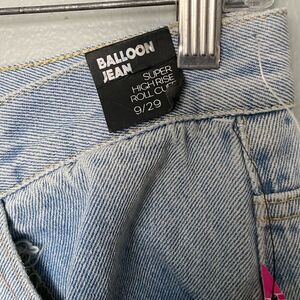 BALLOON
JEAN
SUPER
HIGH RISE
ROLL CUFF
9/29